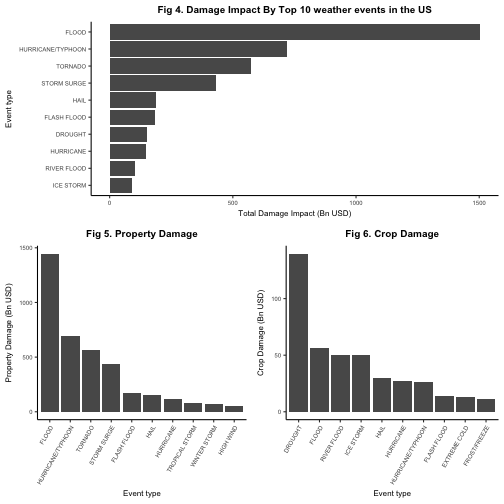 Fig 4. Damage Impact By Top 10 weather events in the US
Event type
FLOOD
HURRICANE/TYPHOON
TORNADO
STORM SURGE
HAIL
FLASH FLOOD
DROUGHT
HURRICANE
RIVER FLOOD
ICE STORM
0 500 1000 1500
Total Damage Impact (Bn USD)
Fig 5. Property Damage
Property Damage (Bn USD)
1500
1000
500
0
FLOOD
HURRICANE/TYPHOON
TORNADO
STORM SURGE
FLASH FLOOD
HAIL
HURRICANE
TROPICAL STORM
WINTER STORM
HIGH WIND
Event type
Fig 6. Crop Damage
Crop Damage (Bn USD)
100
50
0
DROUGHT
FLOOD
RIVER FLOOD
ICE STORM
HAIL
HURRICANE
HURRICANE/TYPHOON
FLASH FLOOD
EXTREME COLD
FROST/FREEZE
Event type